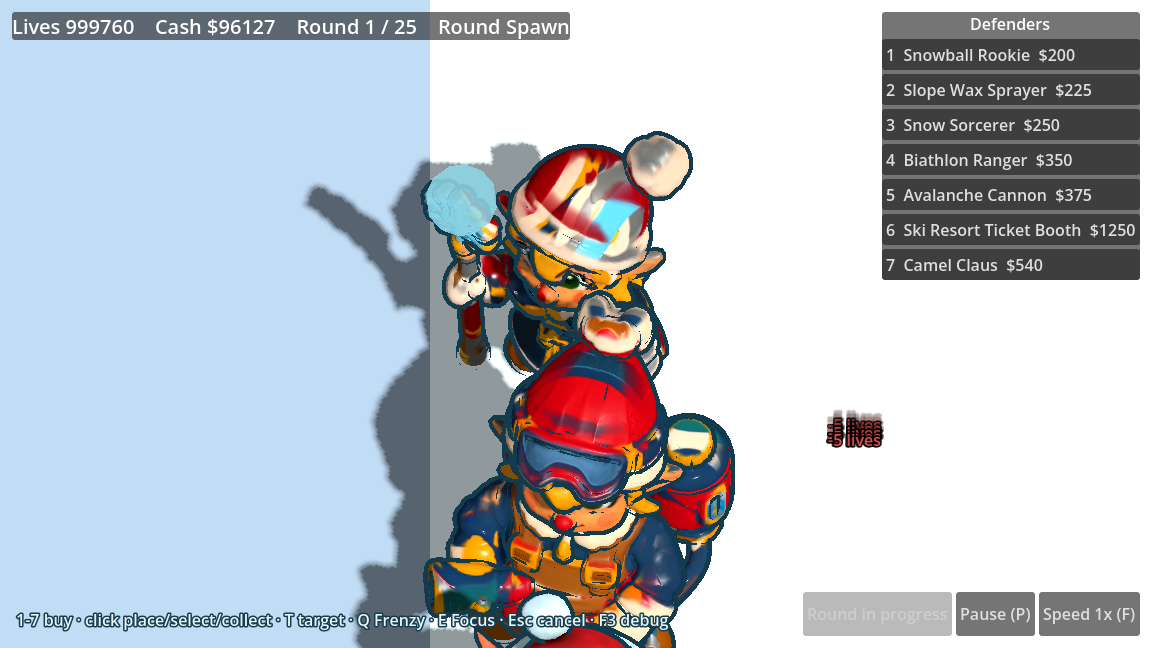 Lives 999760 Cash $96127 Round 1 / 25 Round Spawn
Defenders
1 Snowball Rookie $200
2 Slope Wax Sprayer $225
3 Snow Sorcerer $250
4 Biathlon Ranger $350
5 Avalanche Cannon $375
6 Ski Resort Ticket Booth $1250
7 Camel Claus $540
-5 lives
Round in progress
Pause (P)
Speed 1x (F)
1-7 buy · click place/select/collect · T target · Q Frenzy · E Focus · Esc cancel · F3 debug